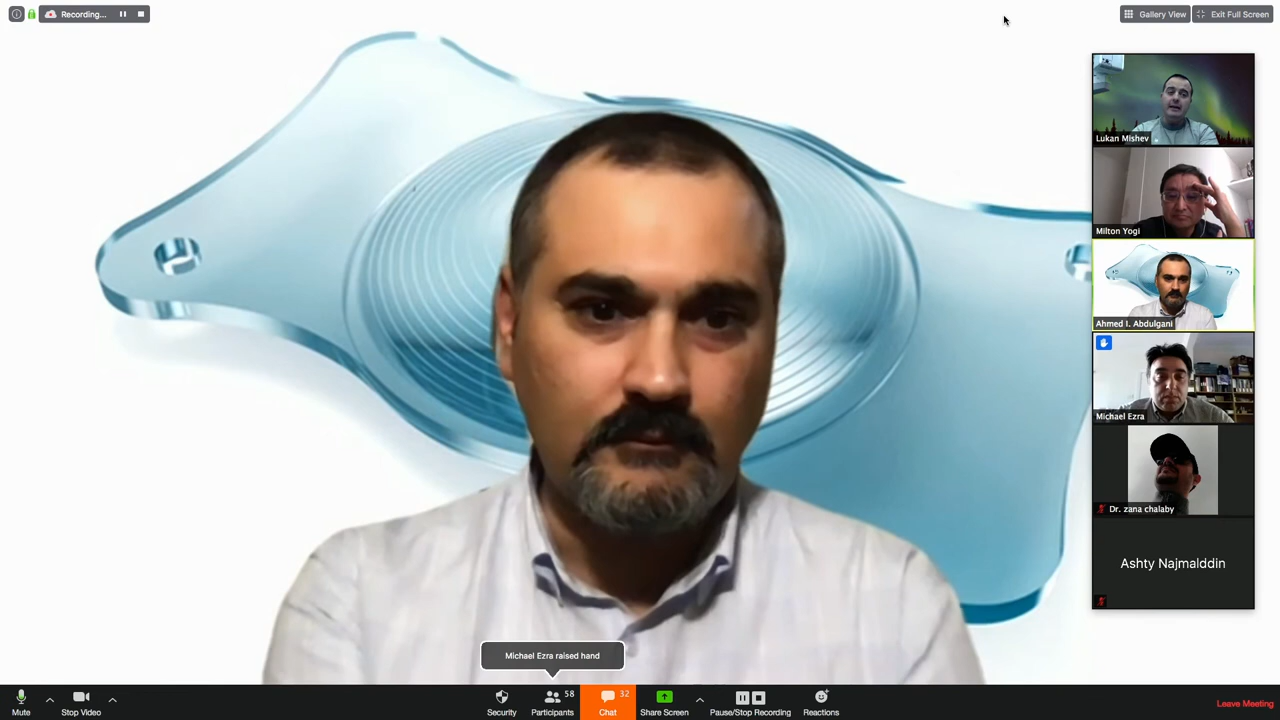 Recording...
Gallery View
Exit Full Screen
Lukan Mishev
Milton Yogi
Ahmed I. Abdulgani
Michael Ezra
Dr. zana chalaby
Ashty Najmalddin
Michael Ezra raised hand
Mute
Stop Video
Security
Participants
58
Chat
32
Share Screen
Pause/Stop Recording
Reactions
Leave Meeting